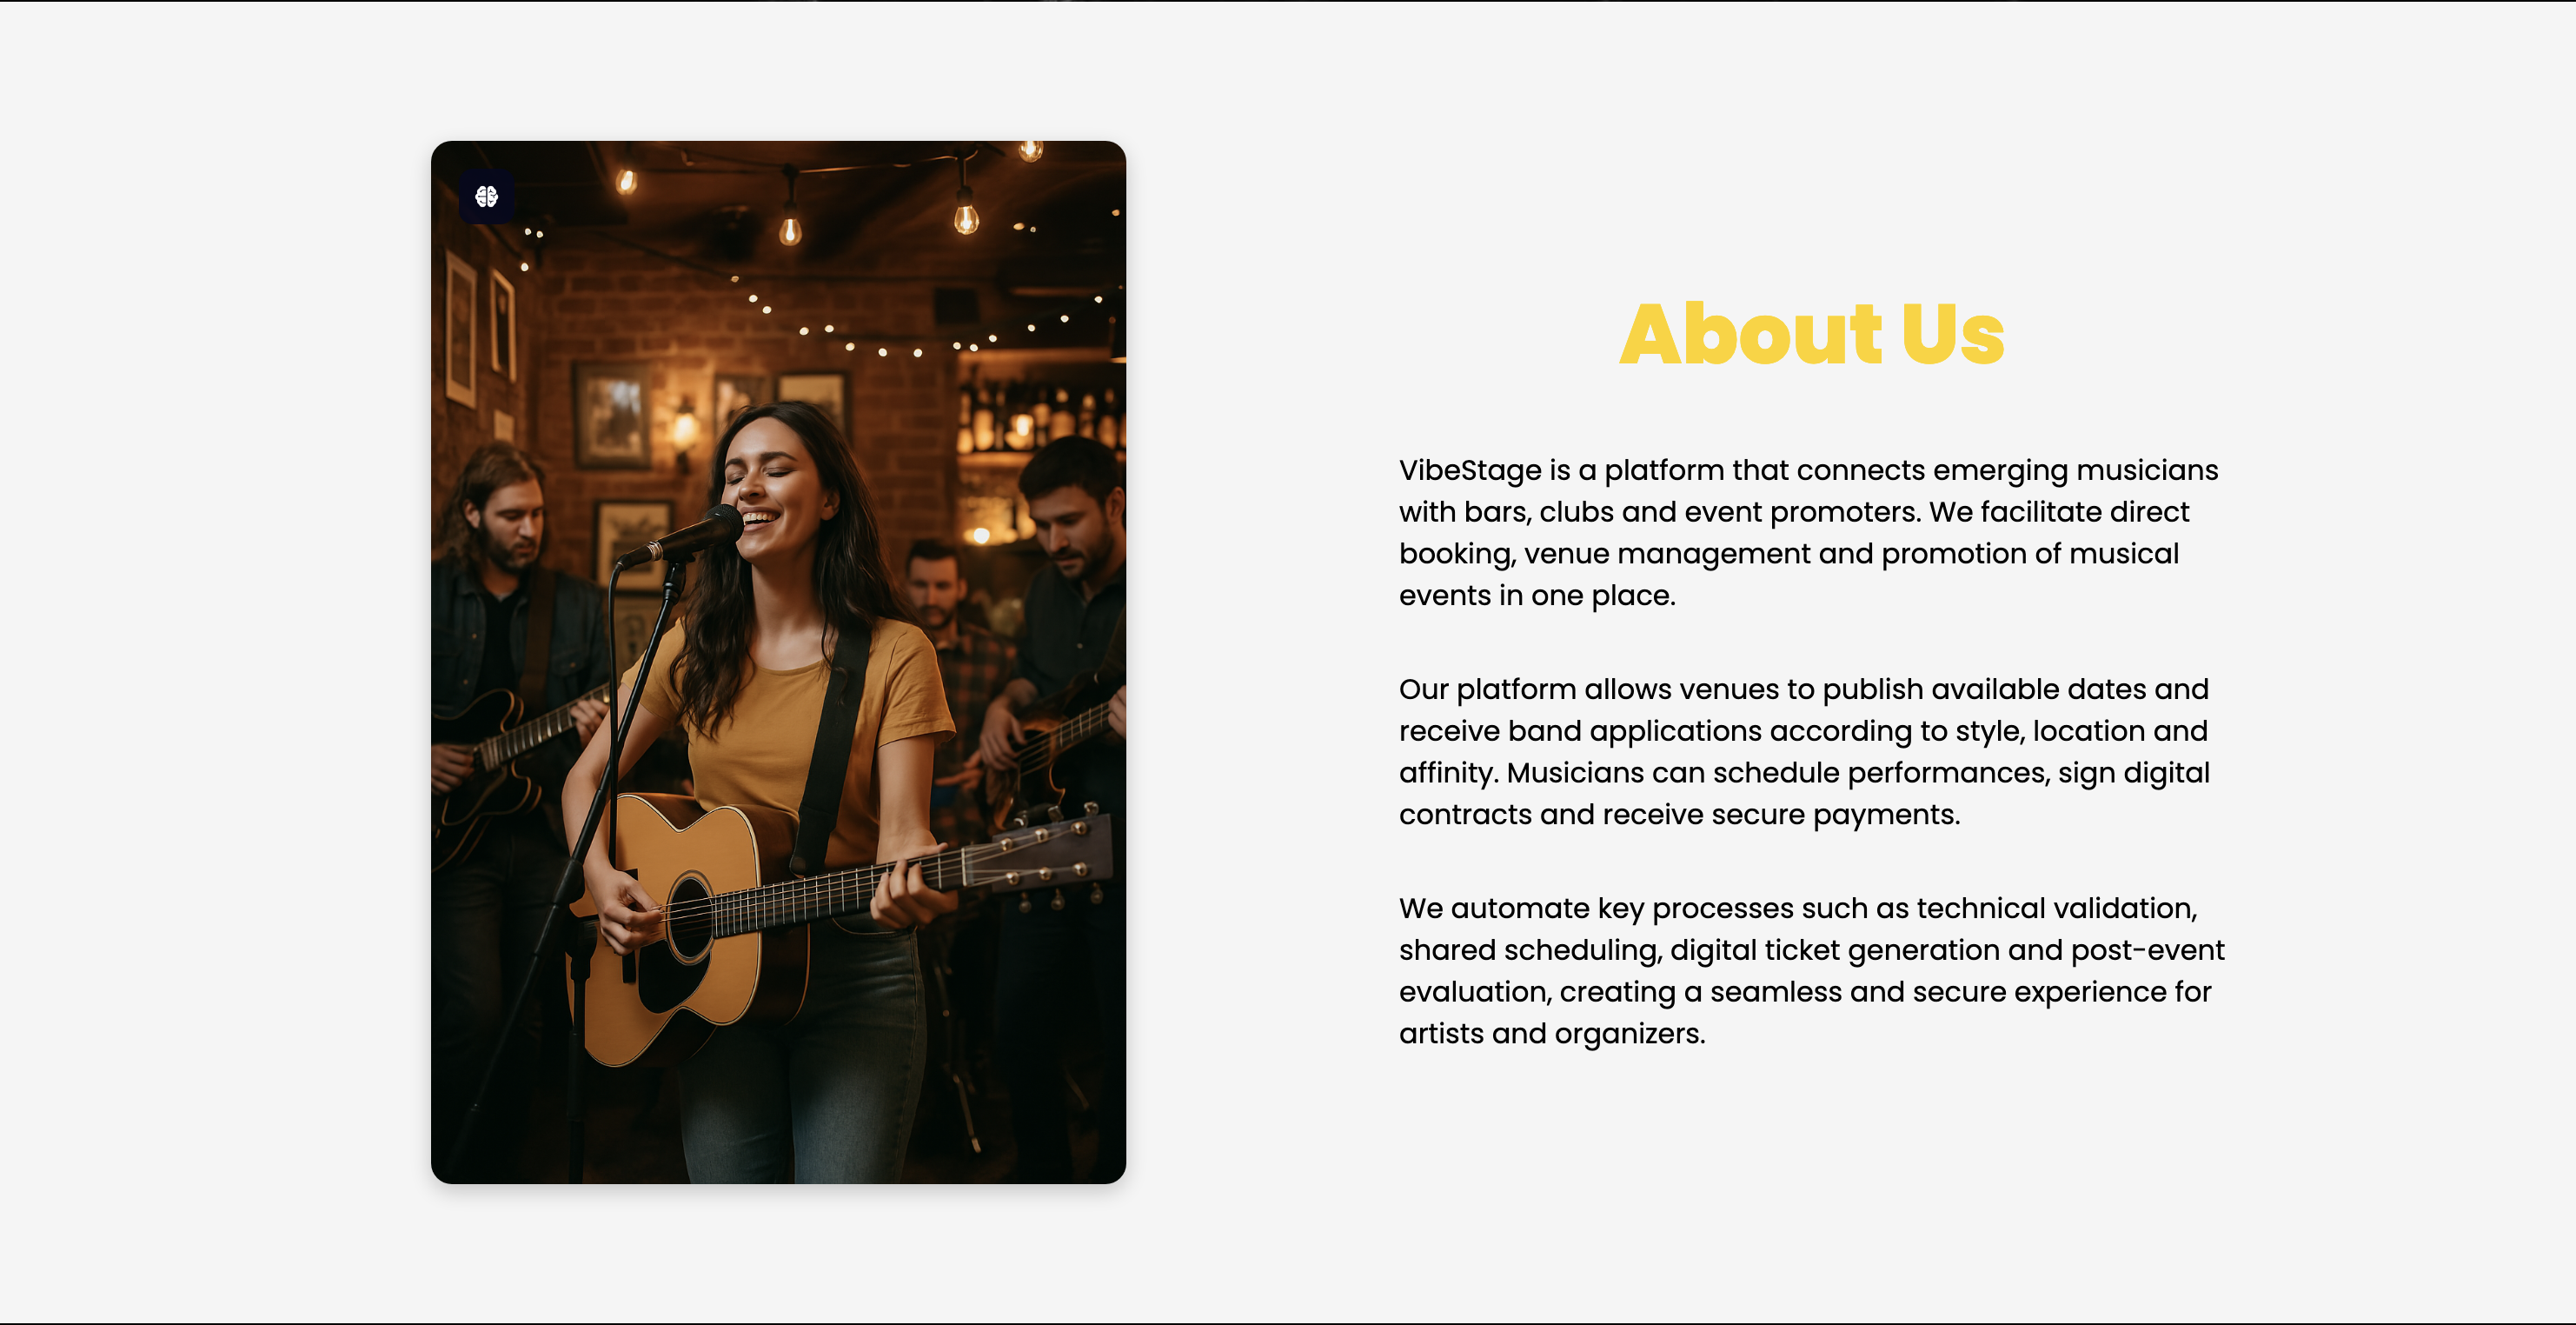 About Us
VibeStage is a platform that connects emerging musicians
with bars, clubs and event promoters. We facilitate direct
booking, venue management and promotion of musical
events in one place.
Our platform allows venues to publish available dates and
receive band applications according to style, location and
affinity. Musicians can schedule performances, sign digital
contracts and receive secure payments.
We automate key processes such as technical validation,
shared scheduling, digital ticket generation and post-event
evaluation, creating a seamless and secure experience for
artists and organizers.